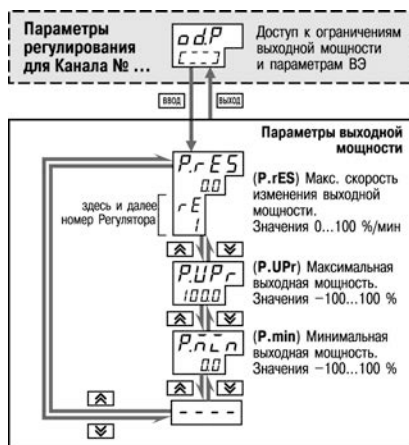 Параметры
регулирования
для Канала № ...
od.P
[---]
Доступ к ограничениям
выходной мощности
и параметрам ВЭ
ВВОД
ВЫХОД
Параметры выходной
мощности
P.rES
0.0
rE
1
здесь и далее
номер Регулятора
(P.rES) Макс. скорость
изменения выходной
мощности.
Значения 0...100 %/мин
P.UPr
100.0
(P.UPr) Максимальная
выходная мощность.
Значения −100...100 %
P.min
0.0
(P.min) Минимальная
выходная мощность.
Значения −100...100 %
- - - -